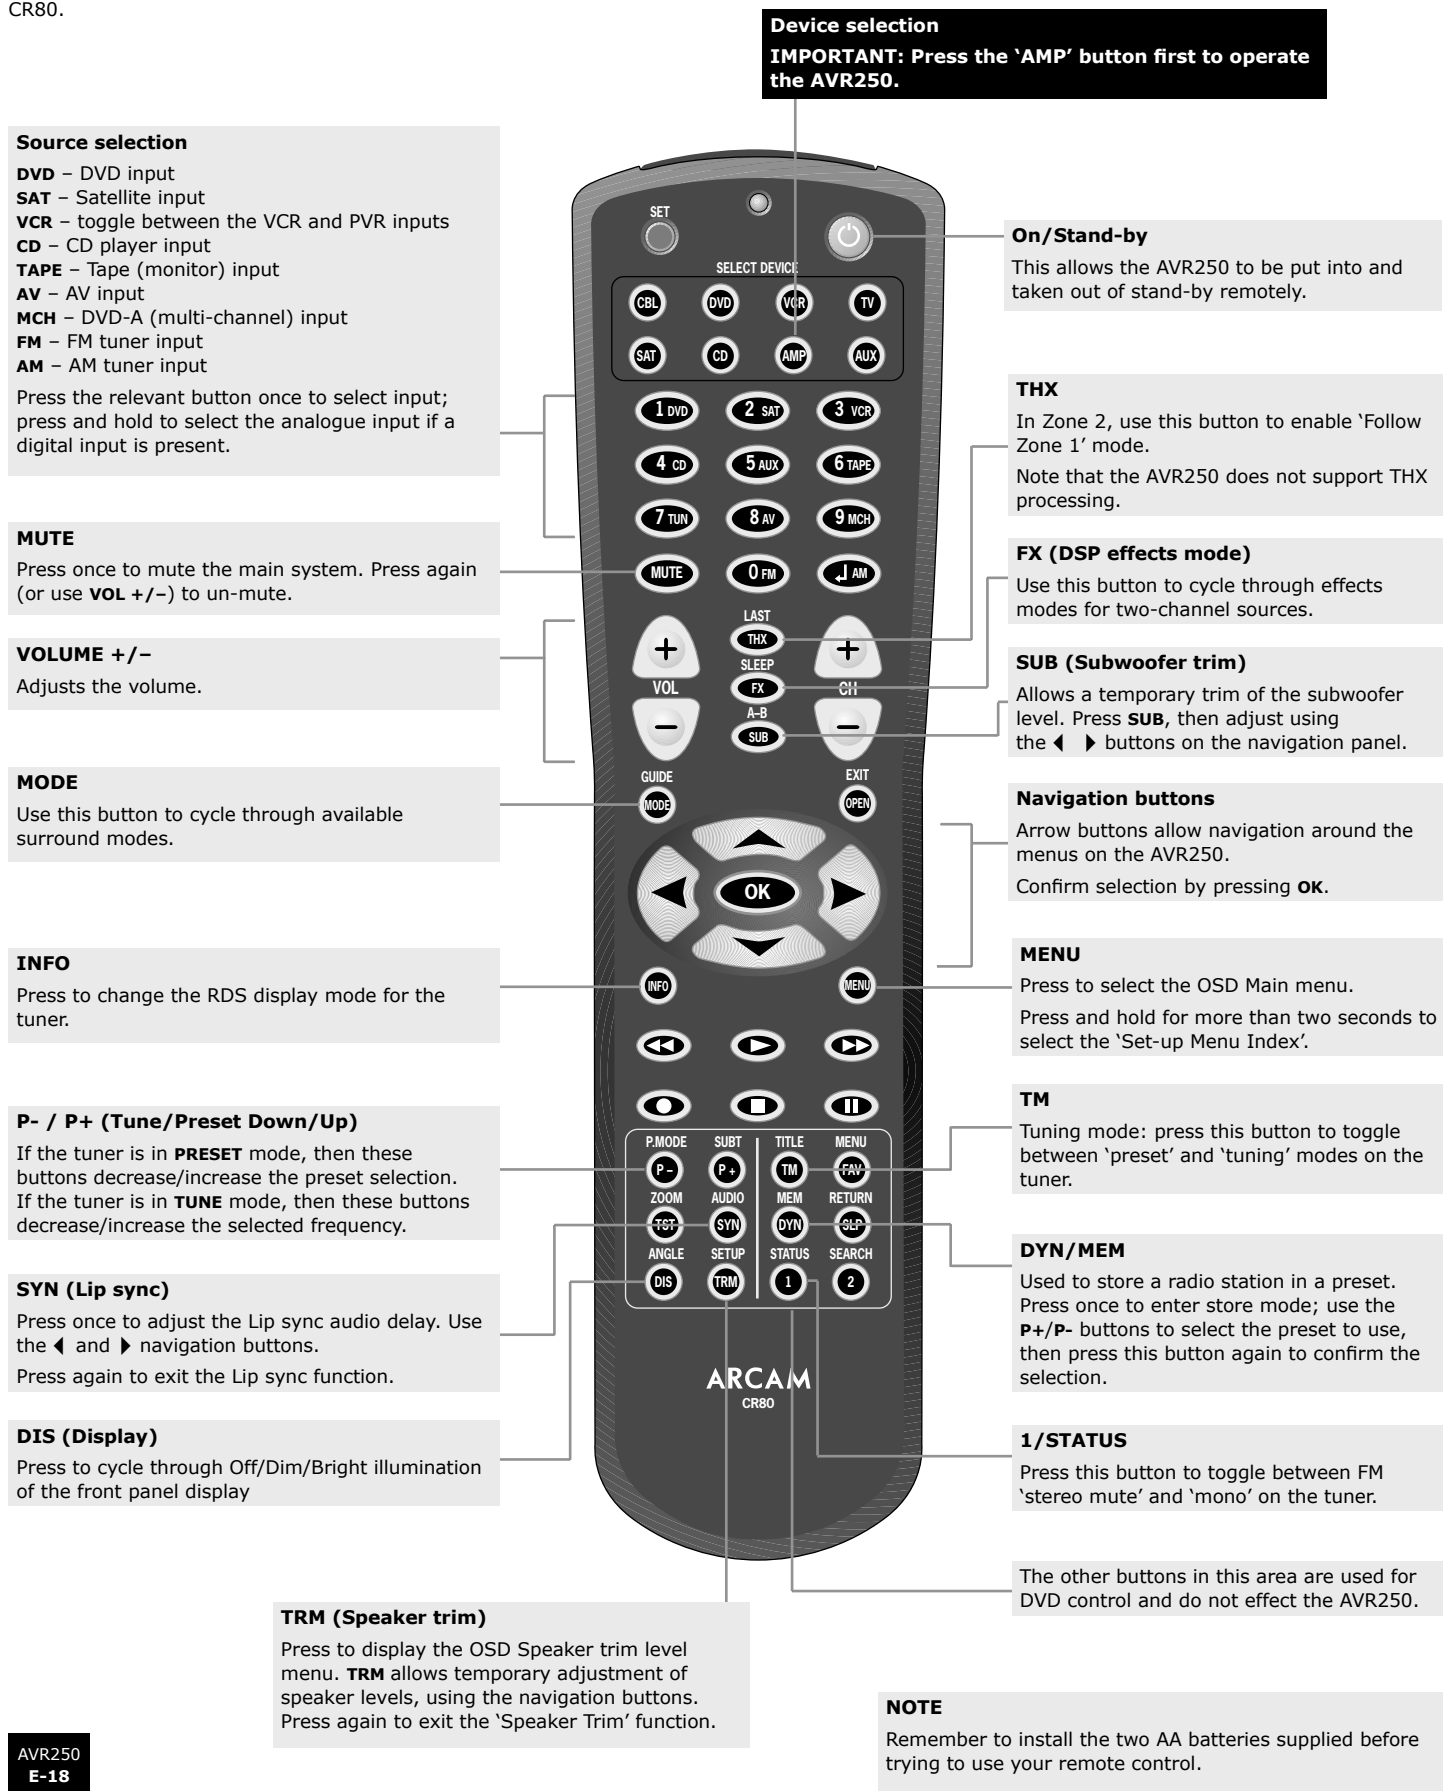 CR80.
Device selection
IMPORTANT: Press the ‘AMP’ button first to operate
the AVR250.
Source selection
DVD – DVD input
SAT – Satellite input
VCR – toggle between the VCR and PVR inputs
CD – CD player input
TAPE – Tape (monitor) input
AV – AV input
MCH – DVD-A (multi-channel) input
FM – FM tuner input
AM – AM tuner input
Press the relevant button once to select input;
press and hold to select the analogue input if a
digital input is present.
MUTE
Press once to mute the main system. Press again
(or use VOL +/–) to un-mute.
VOLUME +/–
Adjusts the volume.
MODE
Use this button to cycle through available
surround modes.
INFO
Press to change the RDS display mode for the
tuner.
P- / P+ (Tune/Preset Down/Up)
If the tuner is in PRESET mode, then these
buttons decrease/increase the preset selection.
If the tuner is in TUNE mode, then these buttons
decrease/increase the selected frequency.
SYN (Lip sync)
Press once to adjust the Lip sync audio delay. Use
the ◀ and ▶ navigation buttons.
Press again to exit the Lip sync function.
DIS (Display)
Press to cycle through Off/Dim/Bright illumination
of the front panel display
TRM (Speaker trim)
Press to display the OSD Speaker trim level
menu. TRM allows temporary adjustment of
speaker levels, using the navigation buttons.
Press again to exit the ‘Speaker Trim’ function.
SET
SELECT DEVICE
CBL DVD VCR TV
SAT CD AMP AUX
1 DVD 2 SAT 3 VCR
4 CD 5 AUX 6 TAPE
7 TUN 8 AV 9 MCH
MUTE 0 FM AM
LAST
+ THX +
SLEEP
VOL FX CH
A–B
– SUB –
GUIDE EXIT
MODE OPEN
OK
INFO MENU
P.MODE SUBT TITLE MENU
P – P + TM FAV
ZOOM AUDIO MEM RETURN
TST SYN DYN SLP
ANGLE SETUP STATUS SEARCH
DIS TRM 1 2
ARCAM
CR80
On/Stand-by
This allows the AVR250 to be put into and
taken out of stand-by remotely.
THX
In Zone 2, use this button to enable ‘Follow
Zone 1’ mode.
Note that the AVR250 does not support THX
processing.
FX (DSP effects mode)
Use this button to cycle through effects
modes for two-channel sources.
SUB (Subwoofer trim)
Allows a temporary trim of the subwoofer
level. Press SUB, then adjust using
the ◀ ▶ buttons on the navigation panel.
Navigation buttons
Arrow buttons allow navigation around the
menus on the AVR250.
Confirm selection by pressing OK.
MENU
Press to select the OSD Main menu.
Press and hold for more than two seconds to
select the ‘Set-up Menu Index’.
TM
Tuning mode: press this button to toggle
between ‘preset’ and ‘tuning’ modes on the
tuner.
DYN/MEM
Used to store a radio station in a preset.
Press once to enter store mode; use the
P+/P- buttons to select the preset to use,
then press this button again to confirm the
selection.
1/STATUS
Press this button to toggle between FM
‘stereo mute’ and ‘mono’ on the tuner.
The other buttons in this area are used for
DVD control and do not effect the AVR250.
NOTE
Remember to install the two AA batteries supplied before
trying to use your remote control.
AVR250
E-18